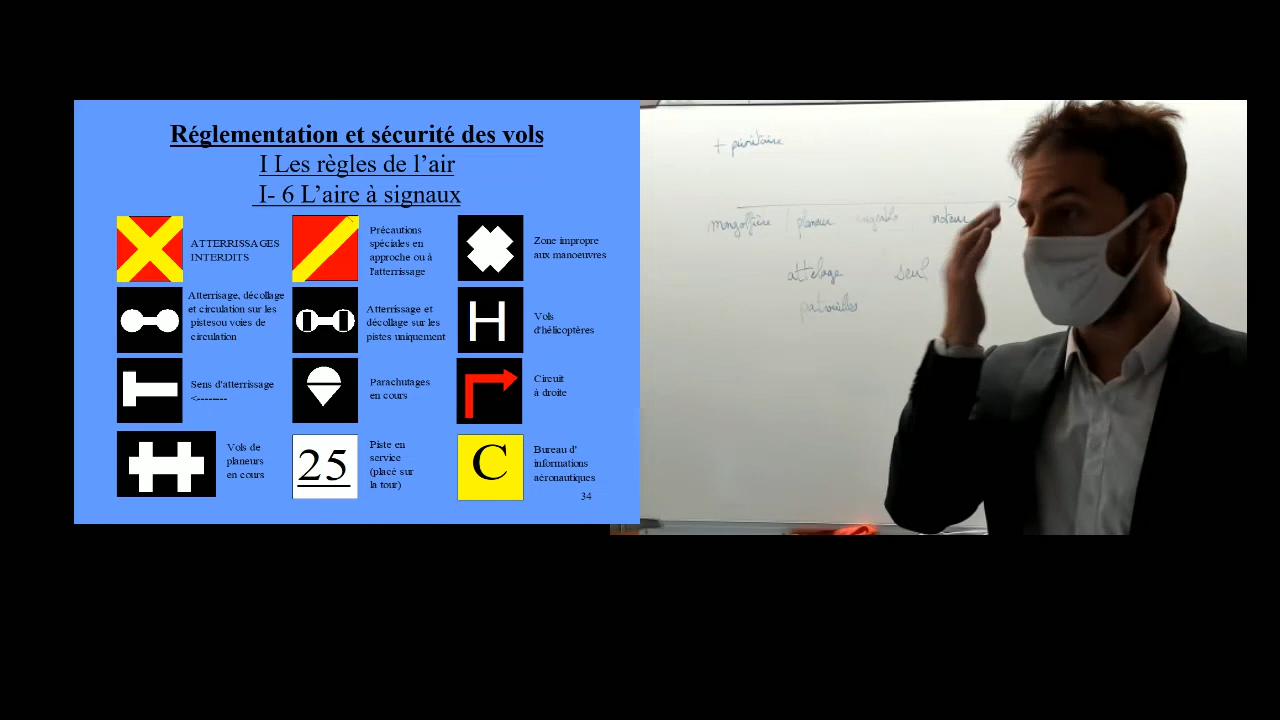 Réglementation et sécurité des vols
I Les règles de l'air
I- 6 L'aire à signaux
ATTERRISSAGES
INTERDITS
Précautions
spéciales en
approche ou à
l'atterrissage
Zone impropre
aux manoeuvres
Atterrisage, décollage
et circulation sur les
pistesou voies de
circulation
Atterrissage et
décollage sur les
pistes uniquement
H
Vols
d'hélicoptères
Sens d'atterrissage
<--------
Parachutages
en cours
Circuit
à droite
Vols de
planeurs
en cours
25
Piste en
service
(placé sur
la tour)
C
Bureau d'
informations
aéronautiques
34
+ prioritaire
mongolfière / planeur moteur
attelage seul
patrouilles